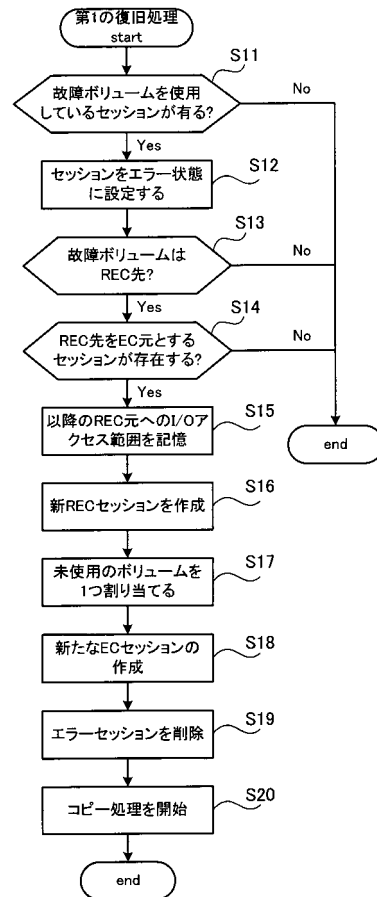 第1の復旧処理
start
S11
故障ボリュームを使用
しているセッションが有る?
No
Yes
S12
セッションをエラー状態
に設定する
S13
故障ボリュームは
REC先?
No
Yes
S14
REC先をEC元とする
セッションが存在する?
No
Yes
S15
以降のREC元へのI/Oア
クセス範囲を記憶
end
S16
新RECセッションを作成
S17
未使用のボリュームを
1つ割り当てる
S18
新たなECセッションの
作成
S19
エラーセッションを削除
S20
コピー処理を開始
end